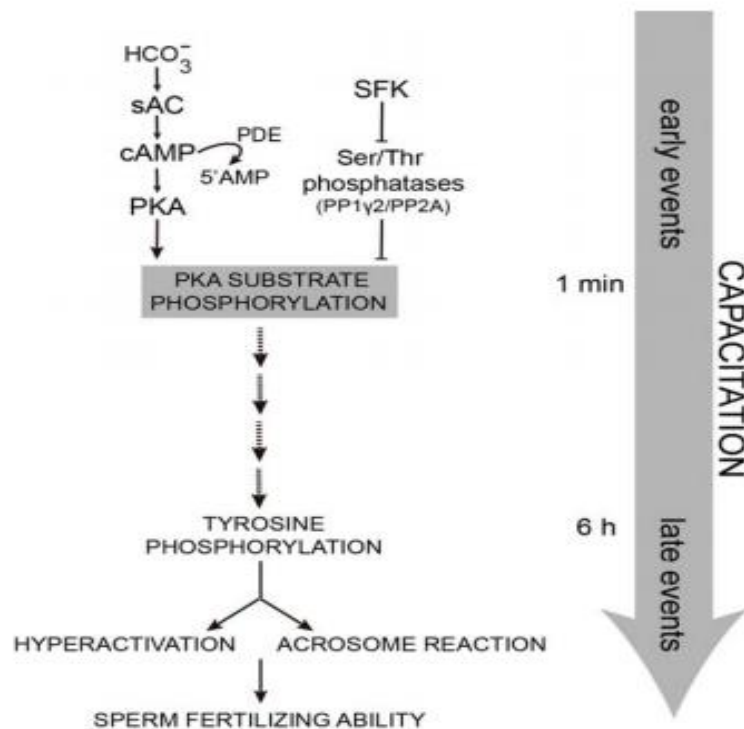 HCO₃⁻
sAC
cAMP
PDE
5'AMP
PKA
SFK
Ser/Thr
phosphatases
(PP1γ2/PP2A)
PKA SUBSTRATE
PHOSPHORYLATION
TYROSINE
PHOSPHORYLATION
HYPERACTIVATION
ACROSOME REACTION
SPERM FERTILIZING ABILITY
1 min
6 h
early events
late events
CAPACITATION